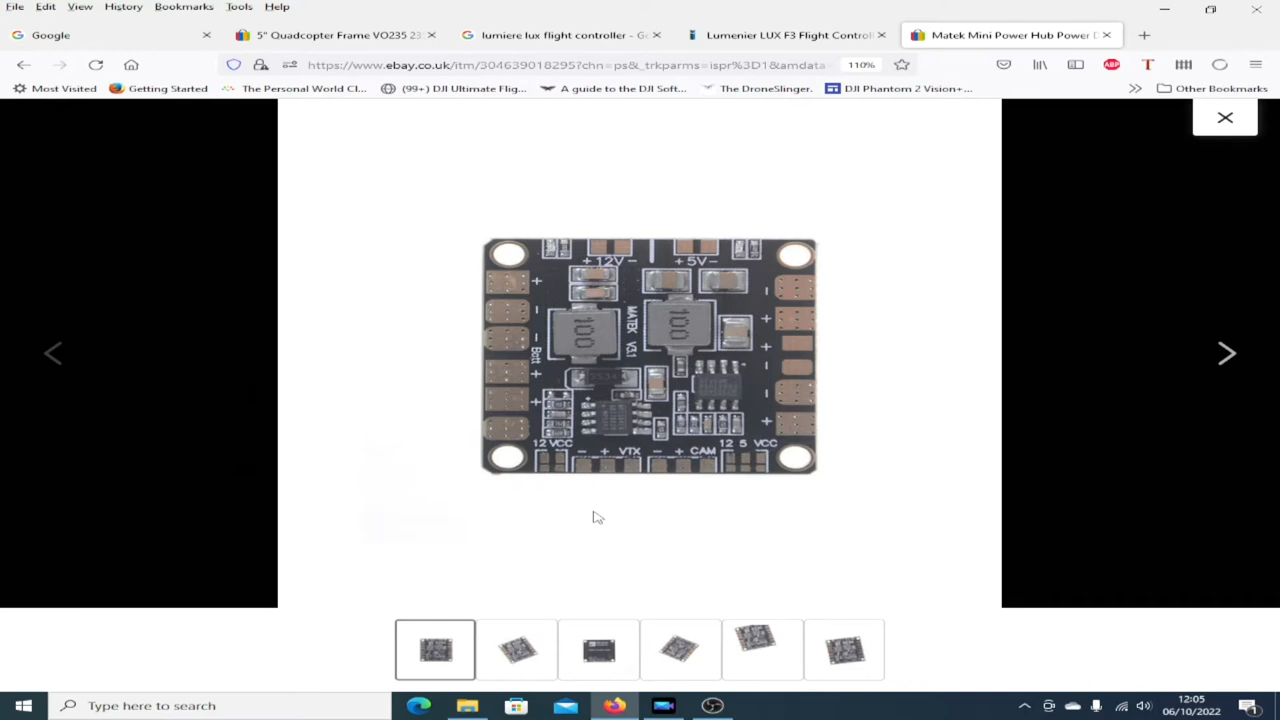 File Edit View History Bookmarks Tools Help
Google
5" Quadcopter Frame VO235 23
lumiere lux flight controller - Go
Lumenier LUX F3 Flight Controll
Matek Mini Power Hub Power D
https://www.ebay.co.uk/itm/304639018295?chn=ps&_trkparms=ispr%3D1&amdata
110%
ABP
T
Most Visited
Getting Started
The Personal World Cl...
(99+) DJI Ultimate Flig...
A guide to the DJI Soft...
The DroneSlinger.
DJI Phantom 2 Vision+...
Other Bookmarks
+12V- +5V-
100
100
MATEK V3.1
Batt
12 VCC - + VTX - + CAM 12 5 VCC
Type here to search
12:05
06/10/2022
1